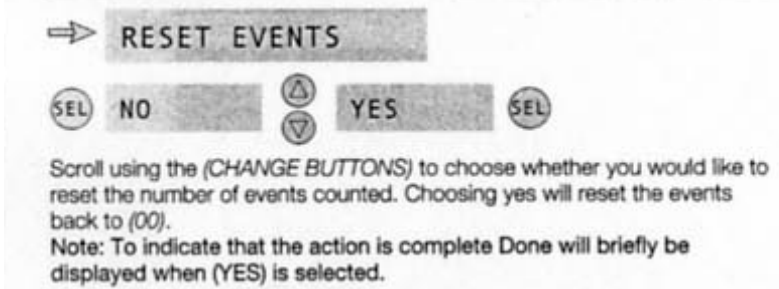 RESET EVENTS
SEL NO YES SEL
Scroll using the (CHANGE BUTTONS) to choose whether you would like to
reset the number of events counted. Choosing yes will reset the events
back to (00).
Note: To indicate that the action is complete Done will briefly be
displayed when (YES) is selected.